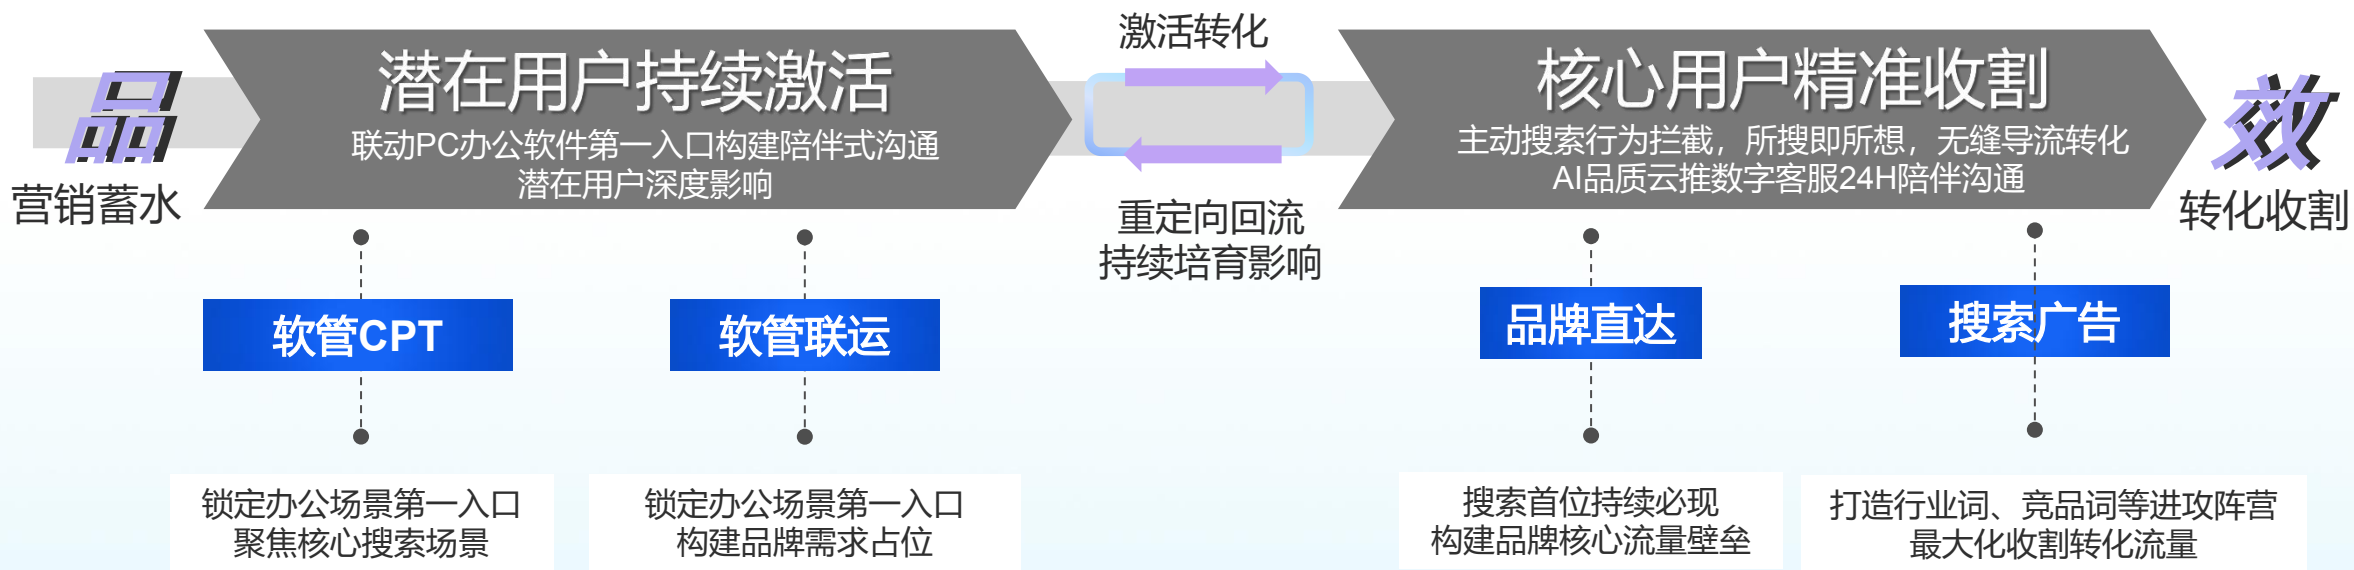 品
营销蓄水
潜在用户持续激活
联动PC办公软件第一入口构建陪伴式沟通
潜在用户深度影响
激活转化
重定向回流
持续培育影响
核心用户精准收割
主动搜索行为拦截，所搜即所想，无缝导流转化
AI品质云推数字客服24H陪伴沟通
效
转化收割
软管CPT
软管联运
品牌直达
搜索广告
锁定办公场景第一入口
聚焦核心搜索场景
锁定办公场景第一入口
构建品牌需求占位
搜索首位持续必现
构建品牌核心流量壁垒
打造行业词、竞品词等进攻阵营
最大化收割转化流量